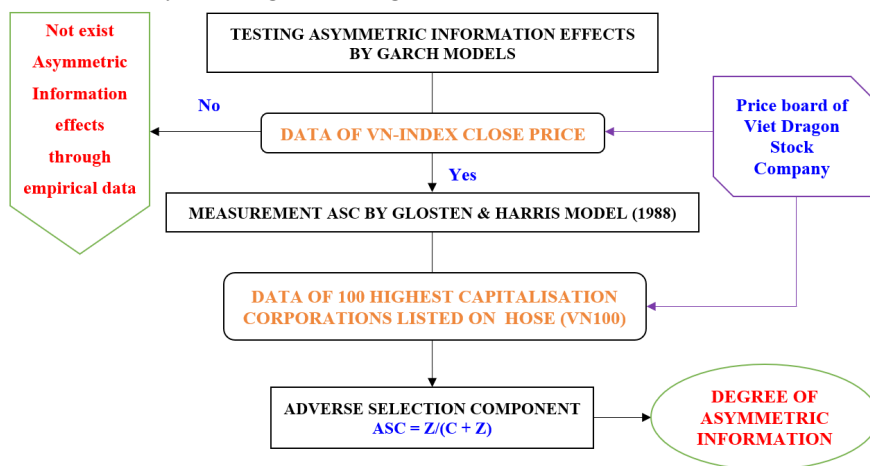 TESTING ASYMMETRIC INFORMATION EFFECTS
BY GARCH MODELS
Not exist
Asymmetric
Information
effects
through
empirical data
No
DATA OF VN-INDEX CLOSE PRICE
Price board of
Viet Dragon
Stock
Company
Yes
MEASUREMENT ASC BY GLOSTEN & HARRIS MODEL (1988)
DATA OF 100 HIGHEST CAPITALISATION
CORPORATIONS LISTED ON HOSE (VN100)
ADVERSE SELECTION COMPONENT
ASC = Z/(C + Z)
DEGREE OF
ASYMMETRIC
INFORMATION